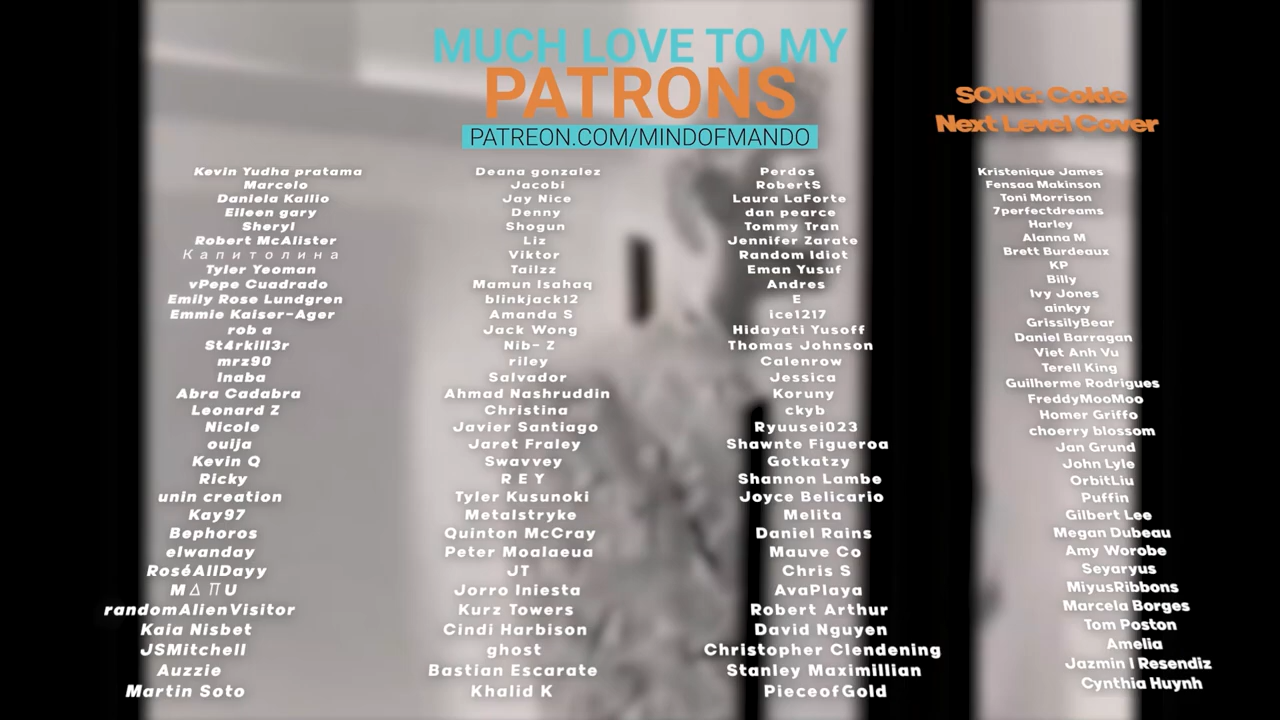 MUCH LOVE TO MY
PATRONS
PATREON.COM/MINDOFMANDO
SONG: Colde
Next Level Cover
Kevin Yudha pratama
Marcelo
Daniela Kallio
Eileen gary
Sheryl
Robert McAlister
Капитолина
Tyler Yeoman
vPepe Cuadrado
Emily Rose Lundgren
Emmie Kaiser-Ager
rob a
St4rkill3r
mrz90
Inaba
Abra Cadabra
Leonard Z
Nicole
ouija
Kevin Q
Ricky
unin creation
Kay97
Bephoros
elwanday
RoséAllDayy
M Δ Π U
randomAlienVisitor
Kaia Nisbet
JSMitchell
Auzzie
Martin Soto
Deana gonzalez
Jacobi
Jay Nice
Denny
Shogun
Liz
Viktor
Tailzz
Mamun Ishaq
blinkjack12
Amanda S
Jack Wong
Nib- Z
riley
Salvador
Ahmad Nashruddin
Christina
Javier Santiago
Jaret Fraley
Swavvey
R E Y
Tyler Kusunoki
Metalstryke
Quinton McCray
Peter Moalaeua
JT
Jorro Iniesta
Kurz Towers
Cindi Harbison
ghost
Bastian Escarate
Khalid K
Perdos
RobertS
Laura LaForte
dan pearce
Tommy Tran
Jennifer Zarate
Random Idiot
Eman Yusuf
Andres
E
ice1217
Hidayati Yusoff
Thomas Johnson
Calenrow
Jessica
Koruny
ckyb
Ryuusei023
Shawnte Figueroa
Gotkatzy
Shannon Lambe
Joyce Belicario
Melita
Daniel Rains
Mauve Co
Chris S
AvaPlaya
Robert Arthur
David Nguyen
Christopher Clendening
Stanley Maximillian
PieceofGold
Kristenique James
Fensaa Makinson
Toni Morrison
7perfectdreams
Harley
Alanna M
Brett Burdeaux
KP
Billy
Ivy Jones
ainkyy
GrissilyBear
Daniel Barragan
Viet Anh Vu
Terell King
Guilherme Rodrigues
FreddyMooMoo
Homer Griffo
choerry blossom
Jan Grund
John Lyle
OrbitLiu
Puffin
Gilbert Lee
Megan Dubeau
Amy Worobe
Seyaryus
MiyusRibbons
Marcela Borges
Tom Poston
Amelia
Jazmin I Resendiz
Cynthia Huynh